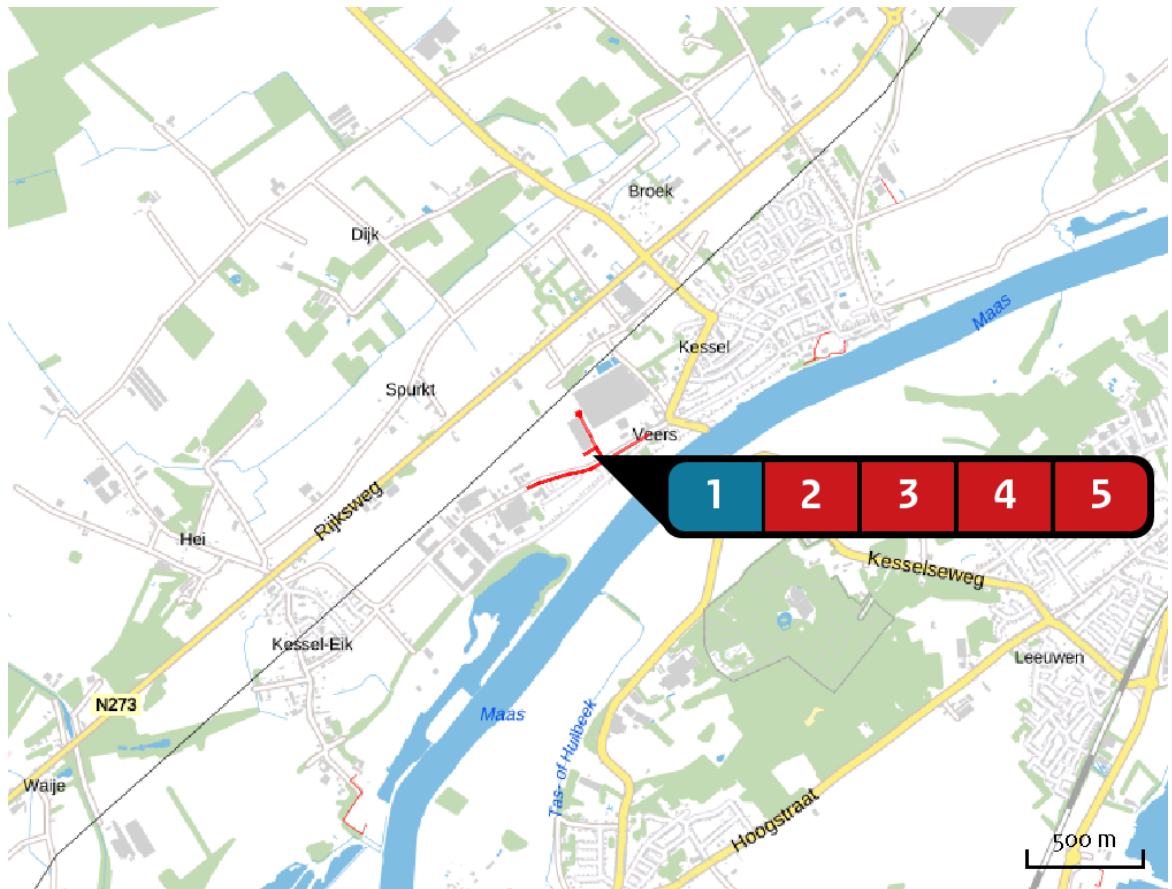 Broek
Dijk
Maas
Kessel
Spurkt
Veers
1 2 3 4 5
Rijksweg
Hei
Kesselseweg
Kessel-Eik
Leeuwen
N273
Maas
Tas- of Huilbeek
Waije
Hoogstraat
500 m